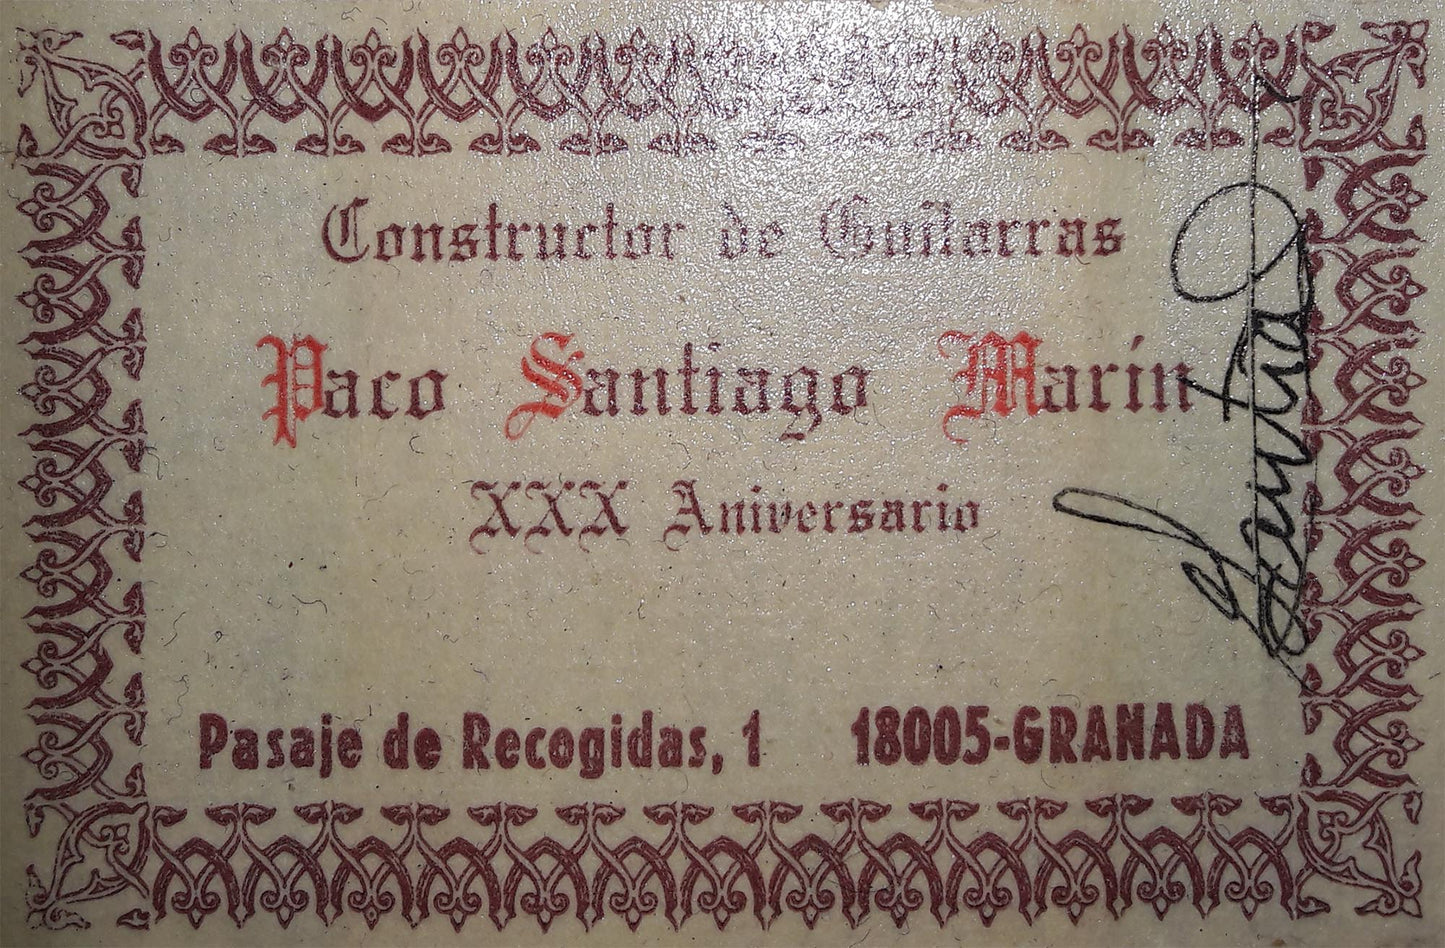 Constructor de Guitarras
Paco Santiago Marín
XXX Aniversario
Pasaje de Recogidas, 1 18005-GRANADA